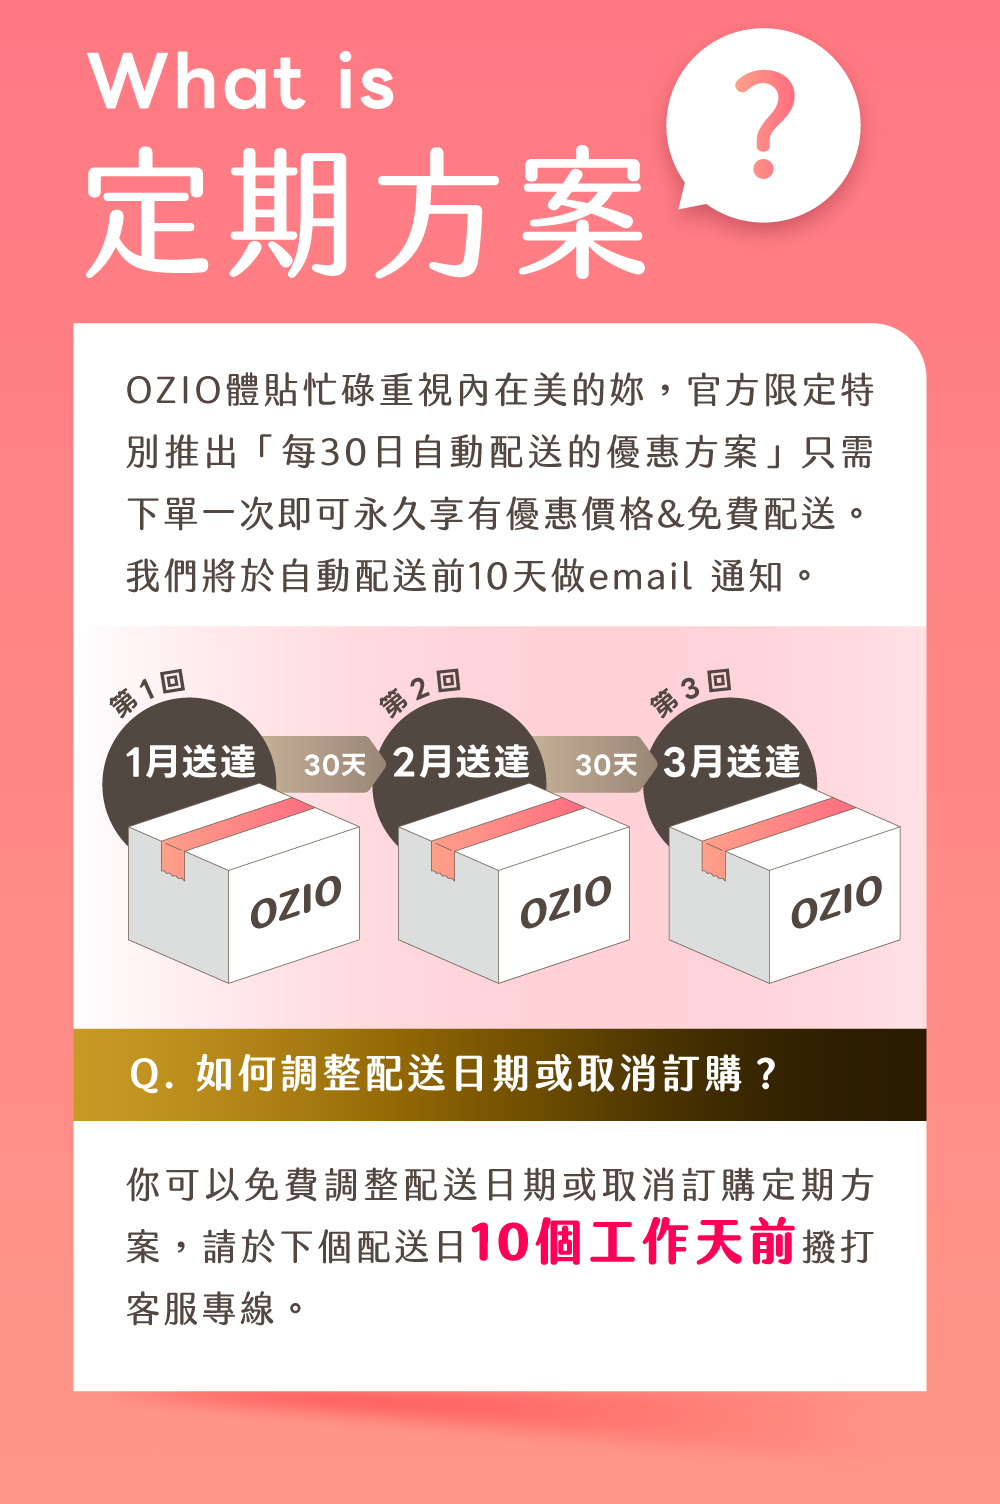 What is
?
定期方案
OZIO體貼忙碌重視內在美的妳，官方限定特
別推出「每30日自動配送的優惠方案」只需
下單一次即可永久享有優惠價格&免費配送。
我們將於自動配送前10天做email 通知。
第1回
第2回
第3回
1月送達
30天
2月送達
30天
3月送達
OZIO
OZIO
OZIO
Q. 如何調整配送日期或取消訂購？
你可以免費調整配送日期或取消訂購定期方
案，請於下個配送日10個工作天前撥打
客服專線。